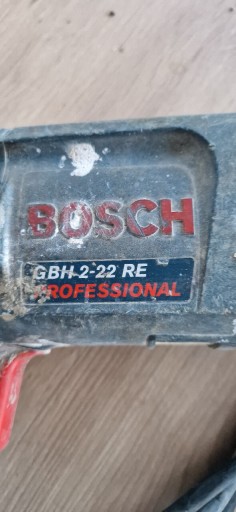 BOSCH
GBH 2-22 RE
PROFESSIONAL